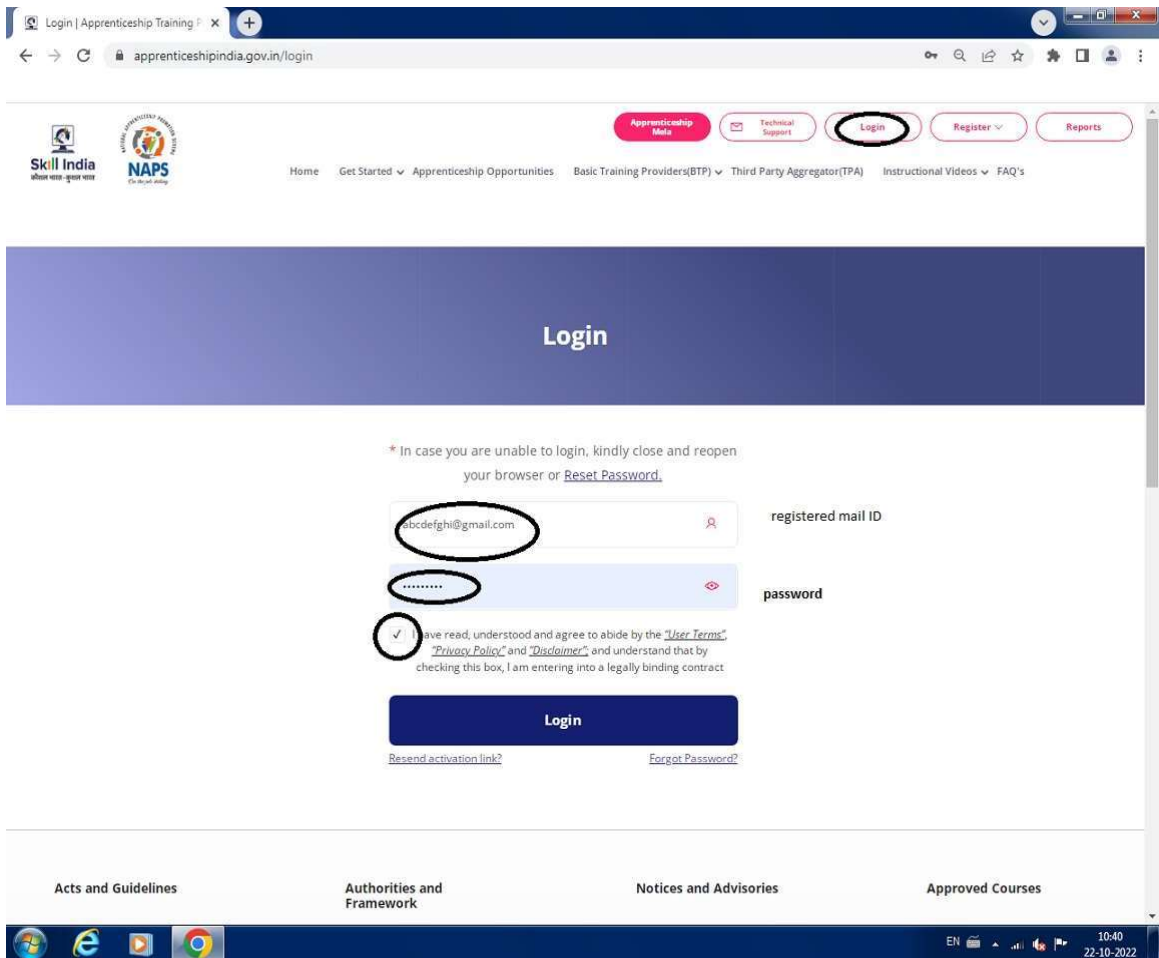 Login | Apprenticeship Training P
apprenticeshipindia.gov.in/login
Apprenticeship
Mela
Technical
Support
Login
Register
Reports
Skill India
कौशल भारत-कुशल भारत
NAPS
Home Get Started Apprenticeship Opportunities Basic Training Providers(BTP) Third Party Aggregator(TPA) Instructional Videos FAQ's
Login
* In case you are unable to login, kindly close and reopen
your browser or Reset Password.
abcdefghi@gmail.com
registered mail ID
•••••••••
password
✓ I have read, understood and agree to abide by the "User Terms",
"Privacy Policy" and "Disclaimer"; and understand that by
checking this box, I am entering into a legally binding contract
Login
Resend activation link? Forgot Password?
Acts and Guidelines
Authorities and
Framework
Notices and Advisories
Approved Courses
EN
10:40
22-10-2022